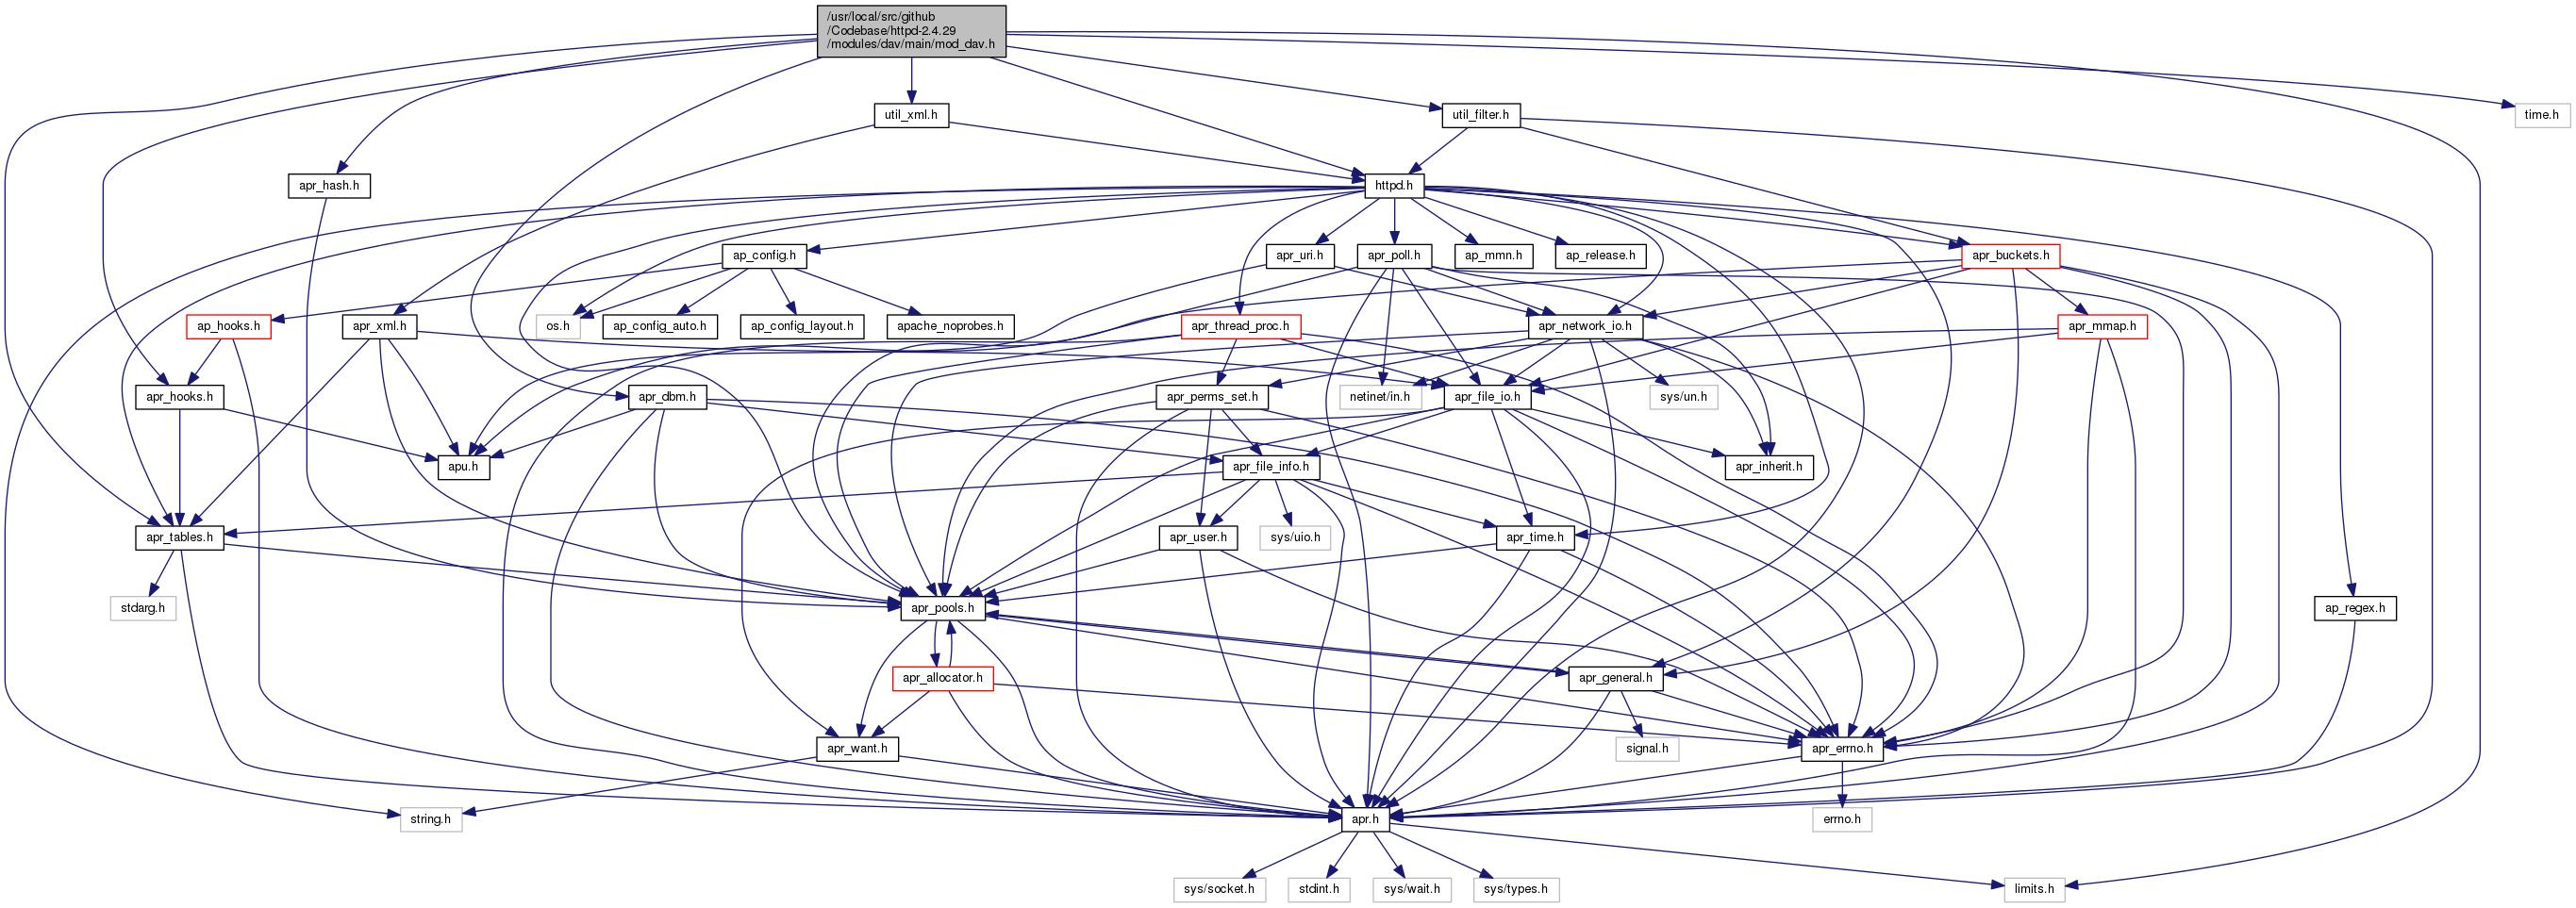 /usr/local/src/github
/Codebase/httpd-2.4.29
/modules/dav/main/mod_dav.h
util_xml.h
util_filter.h
time.h
apr_hash.h
httpd.h
ap_config.h
apr_uri.h
apr_poll.h
ap_mmn.h
ap_release.h
apr_buckets.h
ap_hooks.h
apr_xml.h
os.h
ap_config_auto.h
ap_config_layout.h
apache_noprobes.h
apr_thread_proc.h
apr_network_io.h
apr_mmap.h
apr_hooks.h
apr_dbm.h
apr_perms_set.h
netinet/in.h
apr_file_io.h
sys/un.h
apu.h
apr_file_info.h
apr_inherit.h
apr_tables.h
apr_user.h
sys/uio.h
apr_time.h
stdarg.h
apr_pools.h
ap_regex.h
apr_allocator.h
apr_general.h
apr_want.h
signal.h
apr_errno.h
string.h
apr.h
errno.h
sys/socket.h
stdint.h
sys/wait.h
sys/types.h
limits.h